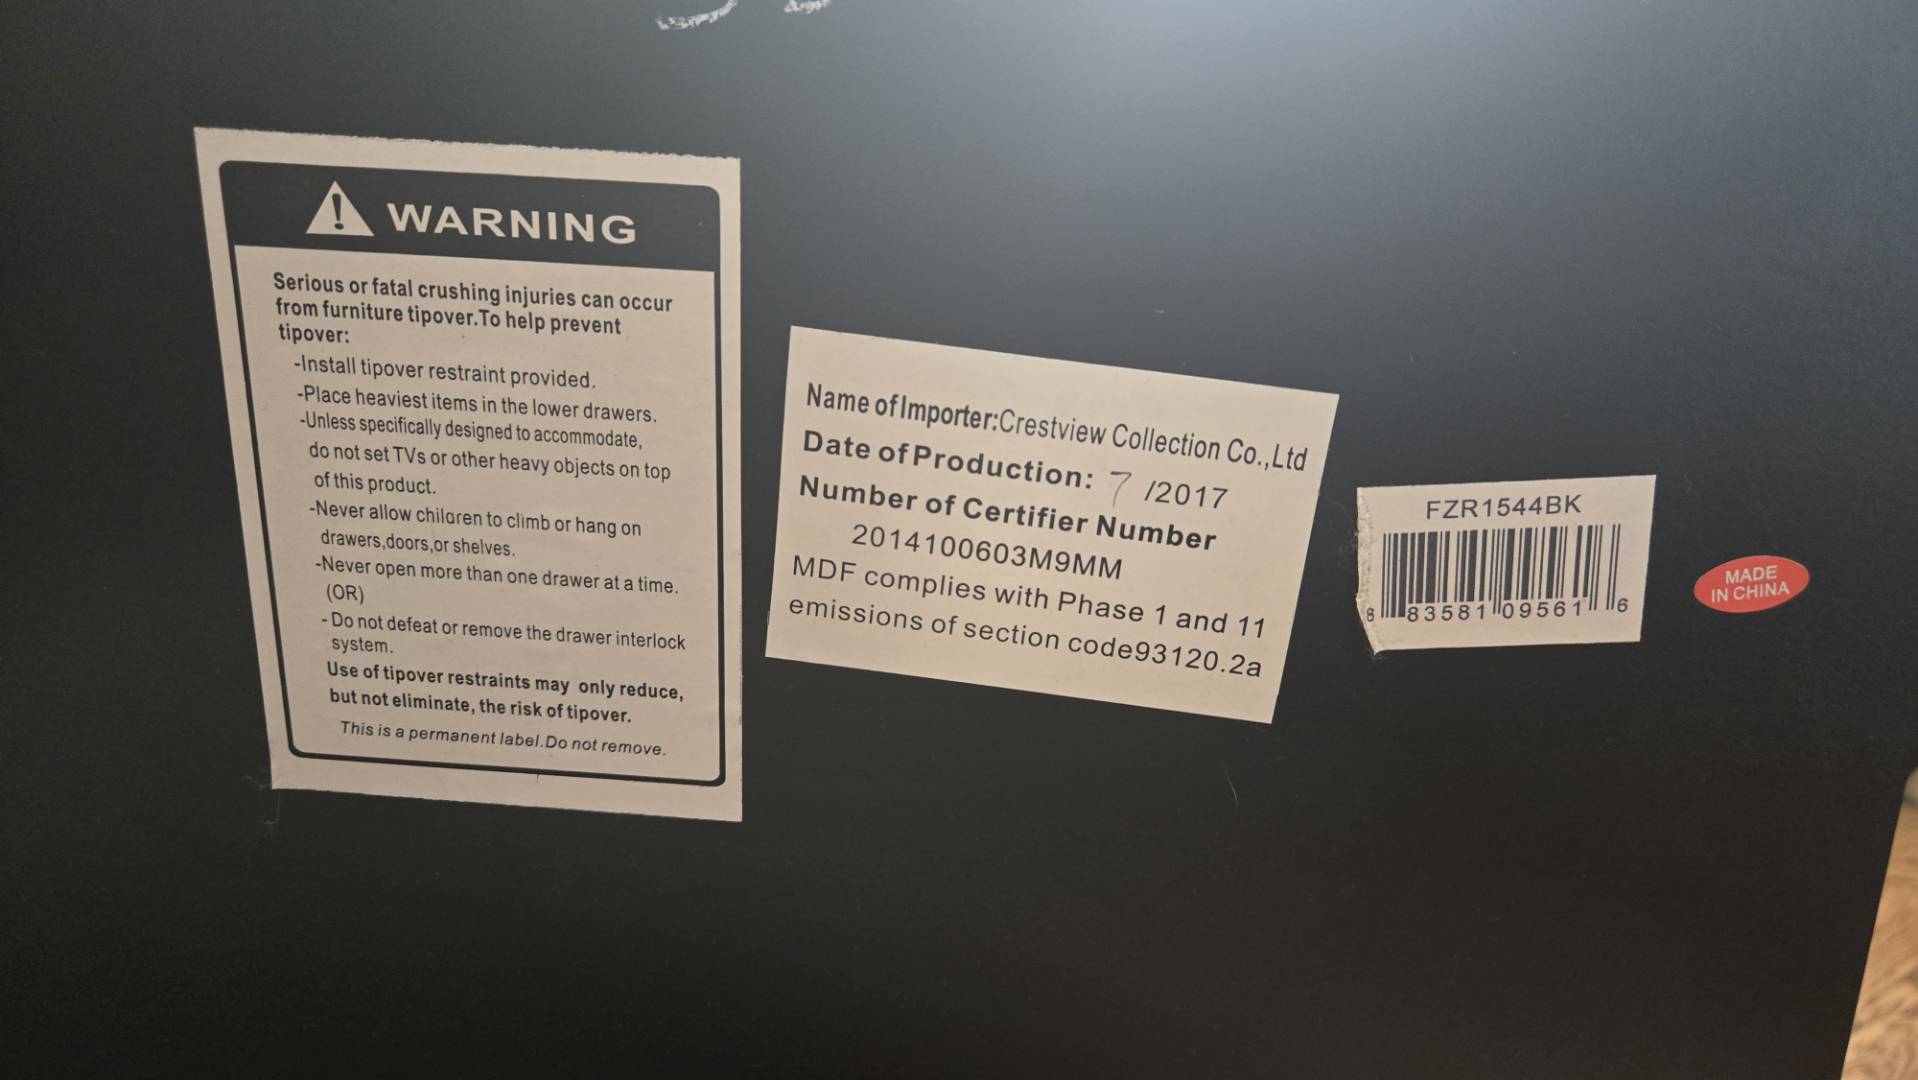 WARNING
Serious or fatal crushing injuries can occur
from furniture tipover.To help prevent
tipover:
-Install tipover restraint provided.
-Place heaviest items in the lower drawers.
-Unless specifically designed to accommodate,
do not set TVs or other heavy objects on top
of this product.
-Never allow children to climb or hang on
drawers,doors,or shelves.
-Never open more than one drawer at a time.
(OR)
- Do not defeat or remove the drawer interlock
system.
Use of tipover restraints may only reduce,
but not eliminate, the risk of tipover.
This is a permanent label.Do not remove.
Name of Importer:Crestview Collection Co.,Ltd
Date of Production: 7 /2017
Number of Certifier Number
2014100603M9MM
MDF complies with Phase 1 and 11
emissions of section code93120.2a
FZR1544BK
8 83581 09561 6
MADE
IN CHINA